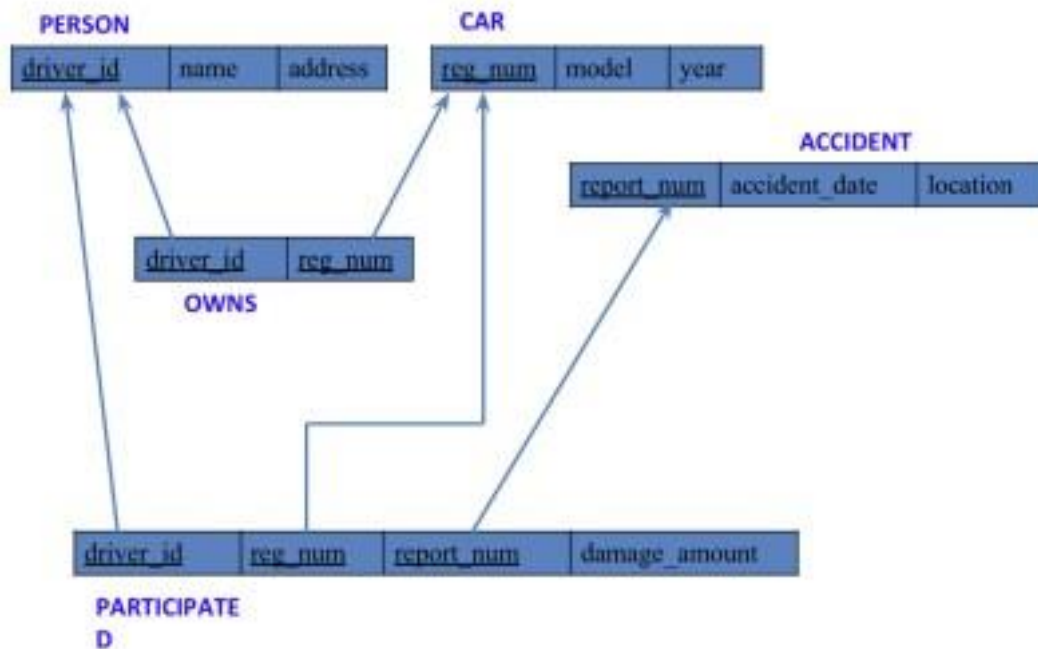 PERSON
CAR
driver_id name address
reg_num model year
ACCIDENT
report_num accident_date location
driver_id reg_num
OWNS
driver_id reg_num report_num damage_amount
PARTICIPATE
D